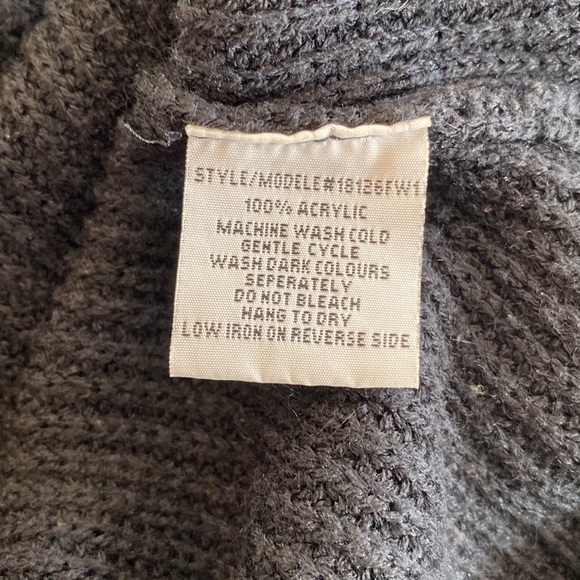 STYLE/MODELE#18126FW1
100% ACRYLIC
MACHINE WASH COLD
GENTLE CYCLE
WASH DARK COLOURS
SEPERATELY
DO NOT BLEACH
HANG TO DRY
LOW IRON ON REVERSE SIDE